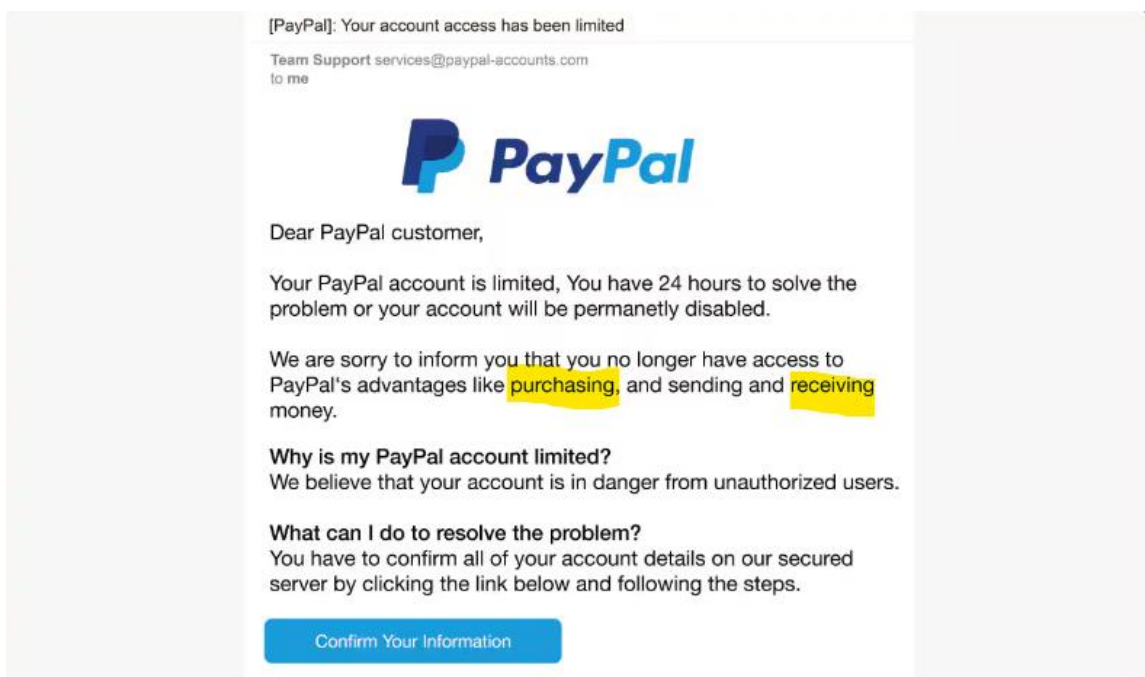 [PayPal]: Your account access has been limited
Team Support services@paypal-accounts.com
to me
PayPal
Dear PayPal customer,
Your PayPal account is limited, You have 24 hours to solve the
problem or your account will be permanetly disabled.
We are sorry to inform you that you no longer have access to
PayPal's advantages like purchasing, and sending and receiving
money.
Why is my PayPal account limited?
We believe that your account is in danger from unauthorized users.
What can I do to resolve the problem?
You have to confirm all of your account details on our secured
server by clicking the link below and following the steps.
Confirm Your Information